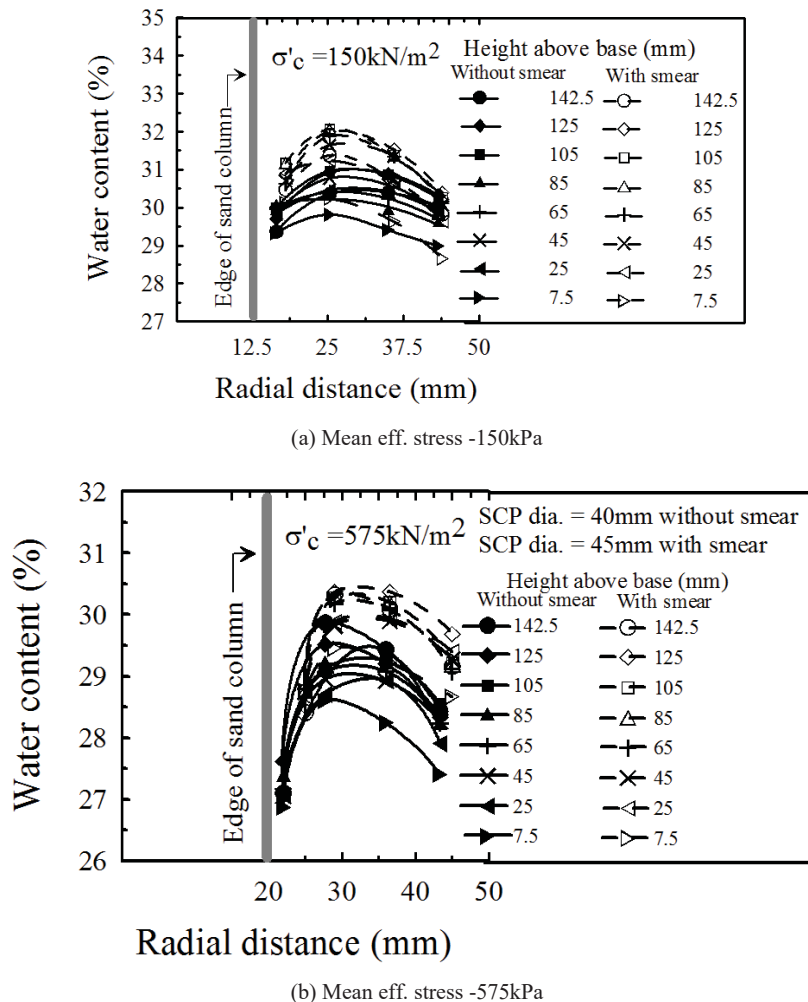 35
34
33
32
31
30
29
28
27
Water content (%)
σ'c =150kN/m2
Edge of sand column
Height above base (mm)
Without smear With smear
142.5 142.5
125 125
105 105
85 85
65 65
45 45
25 25
7.5 7.5
12.5 25 37.5 50
Radial distance (mm)
(a) Mean eff. stress -150kPa
32
31
30
29
28
27
26
Water content (%)
σ'c =575kN/m2
Edge of sand column
SCP dia. = 40mm without smear
SCP dia. = 45mm with smear
Height above base (mm)
Without smear With smear
142.5 142.5
125 125
105 105
85 85
65 65
45 45
25 25
7.5 7.5
20 30 40 50
Radial distance (mm)
(b) Mean eff. stress -575kPa